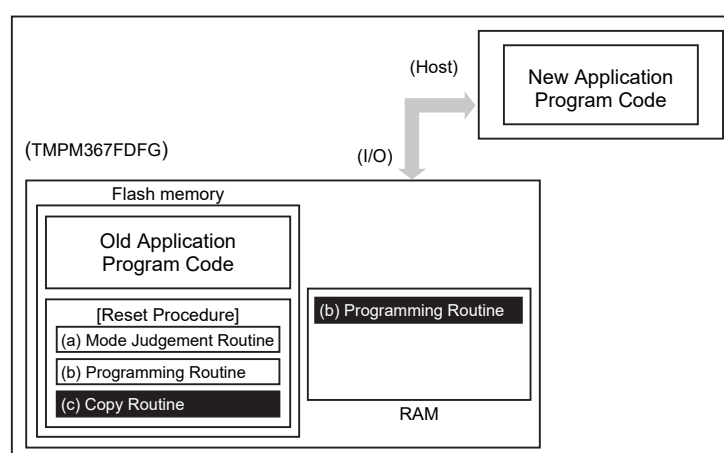 (Host)
New Application
Program Code
(TMPM367FDFG)
(I/O)
Flash memory
Old Application
Program Code
[Reset Procedure]
(a) Mode Judgement Routine
(b) Programming Routine
(c) Copy Routine
(b) Programming Routine
RAM